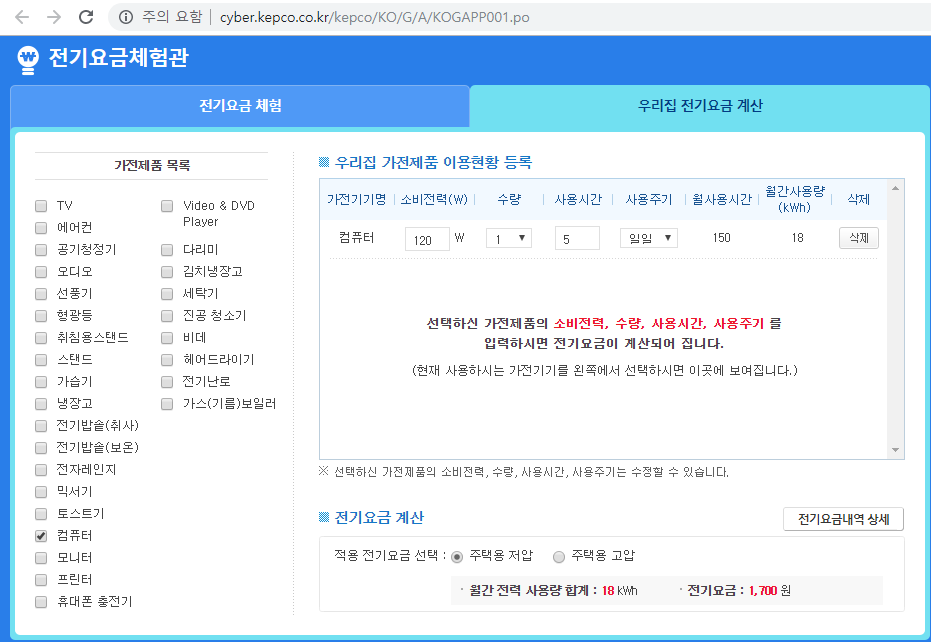 주의 요함 | cyber.kepco.co.kr/kepco/KO/G/A/KOGAPP001.po
전기요금체험관
전기요금 체험
우리집 전기요금 계산
가전제품 목록
TV
에어컨
공기청정기
오디오
선풍기
형광등
취침용스탠드
스탠드
가습기
냉장고
전기밥솥(취사)
전기밥솥(보온)
전자레인지
믹서기
토스트기
컴퓨터
모니터
프린터
휴대폰 충전기
Video & DVD
Player
다리미
김치냉장고
세탁기
진공 청소기
비데
헤어드라이기
전기난로
가스(기름)보일러
우리집 가전제품 이용현황 등록
가전기기명 소비전력(W) 수량 사용시간 사용주기 월사용시간 월간사용량 (kWh) 삭제
컴퓨터 120 W 1 5 일일 150 18 삭제
선택하신 가전제품의 소비전력, 수량, 사용시간, 사용주기 를
입력하시면 전기요금이 계산되어 집니다.
(현재 사용하시는 가전기기를 왼쪽에서 선택하시면 이곳에 보여집니다.)
※ 선택하신 가전제품의 소비전력, 수량, 사용시간, 사용주기는 수정할 수 있습니다.
전기요금 계산
전기요금내역 상세
적용 전기요금 선택 : 주택용 저압 주택용 고압
· 월간 전력 사용량 합계 : 18 kWh · 전기요금 : 1,700 원